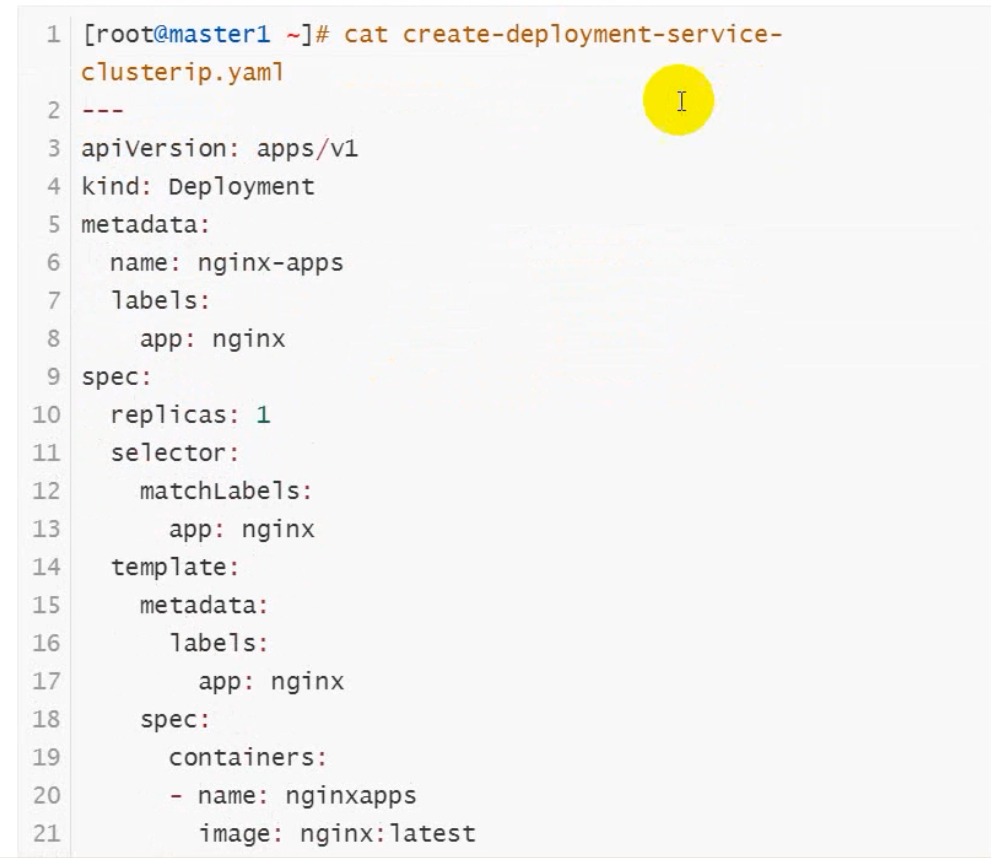 1 [root@master1 ~]# cat create-deployment-service-
clusterip.yaml
2 ---
3 apiVersion: apps/v1
4 kind: Deployment
5 metadata:
6   name: nginx-apps
7   labels:
8     app: nginx
9 spec:
10   replicas: 1
11   selector:
12     matchLabels:
13       app: nginx
14   template:
15     metadata:
16       labels:
17         app: nginx
18     spec:
19       containers:
20       - name: nginxapps
21         image: nginx:latest